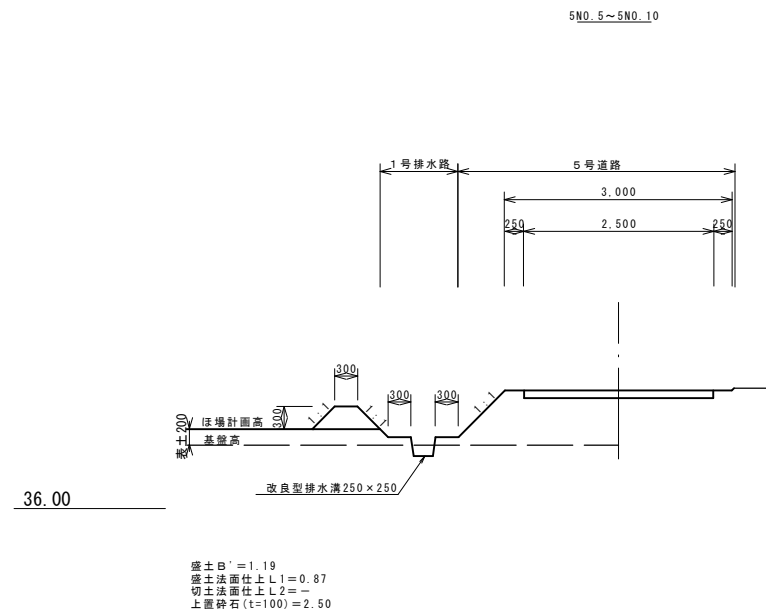 5NO.5～5NO.10
1号排水路
5号道路
3,000
250
2,500
250
300
300
300
300
1:1
1:1
1:1
ほ場計画高
表土200
基盤高
改良型排水溝250×250
36.00
盛土B'=1.19
盛土法面仕上L1=0.87
切土法面仕上L2=－
上置砕石(t=100)=2.50